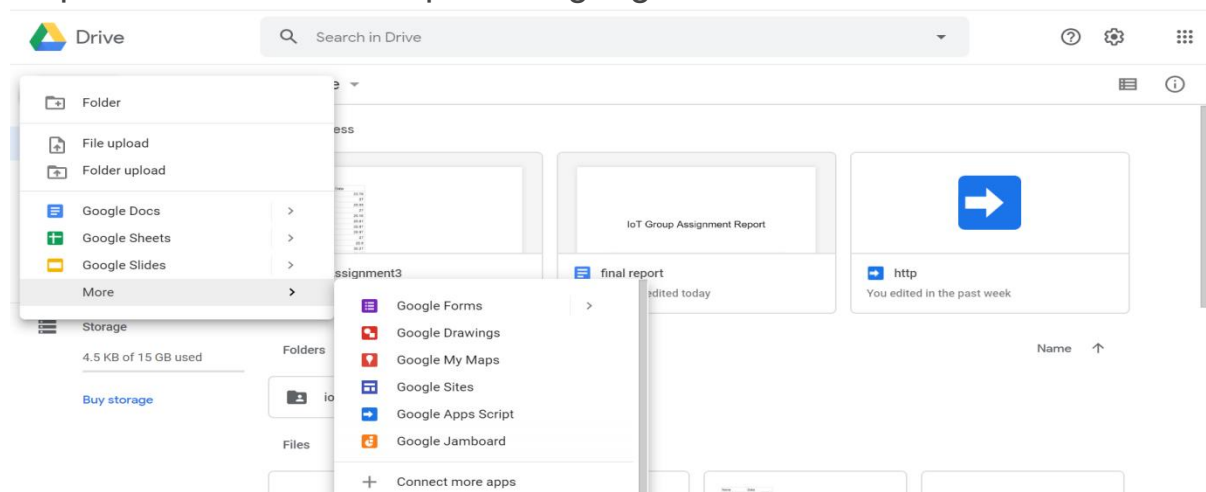 Drive
Search in Drive
Folder
File upload
Folder upload
Google Docs
Google Sheets
Google Slides
More
ess
IoT Group Assignment Report
ssignment3
final report
edited today
http
You edited in the past week
Google Forms
Google Drawings
Google My Maps
Google Sites
Google Apps Script
Google Jamboard
Connect more apps
Storage
4.5 KB of 15 GB used
Buy storage
Folders
Name
io
Files